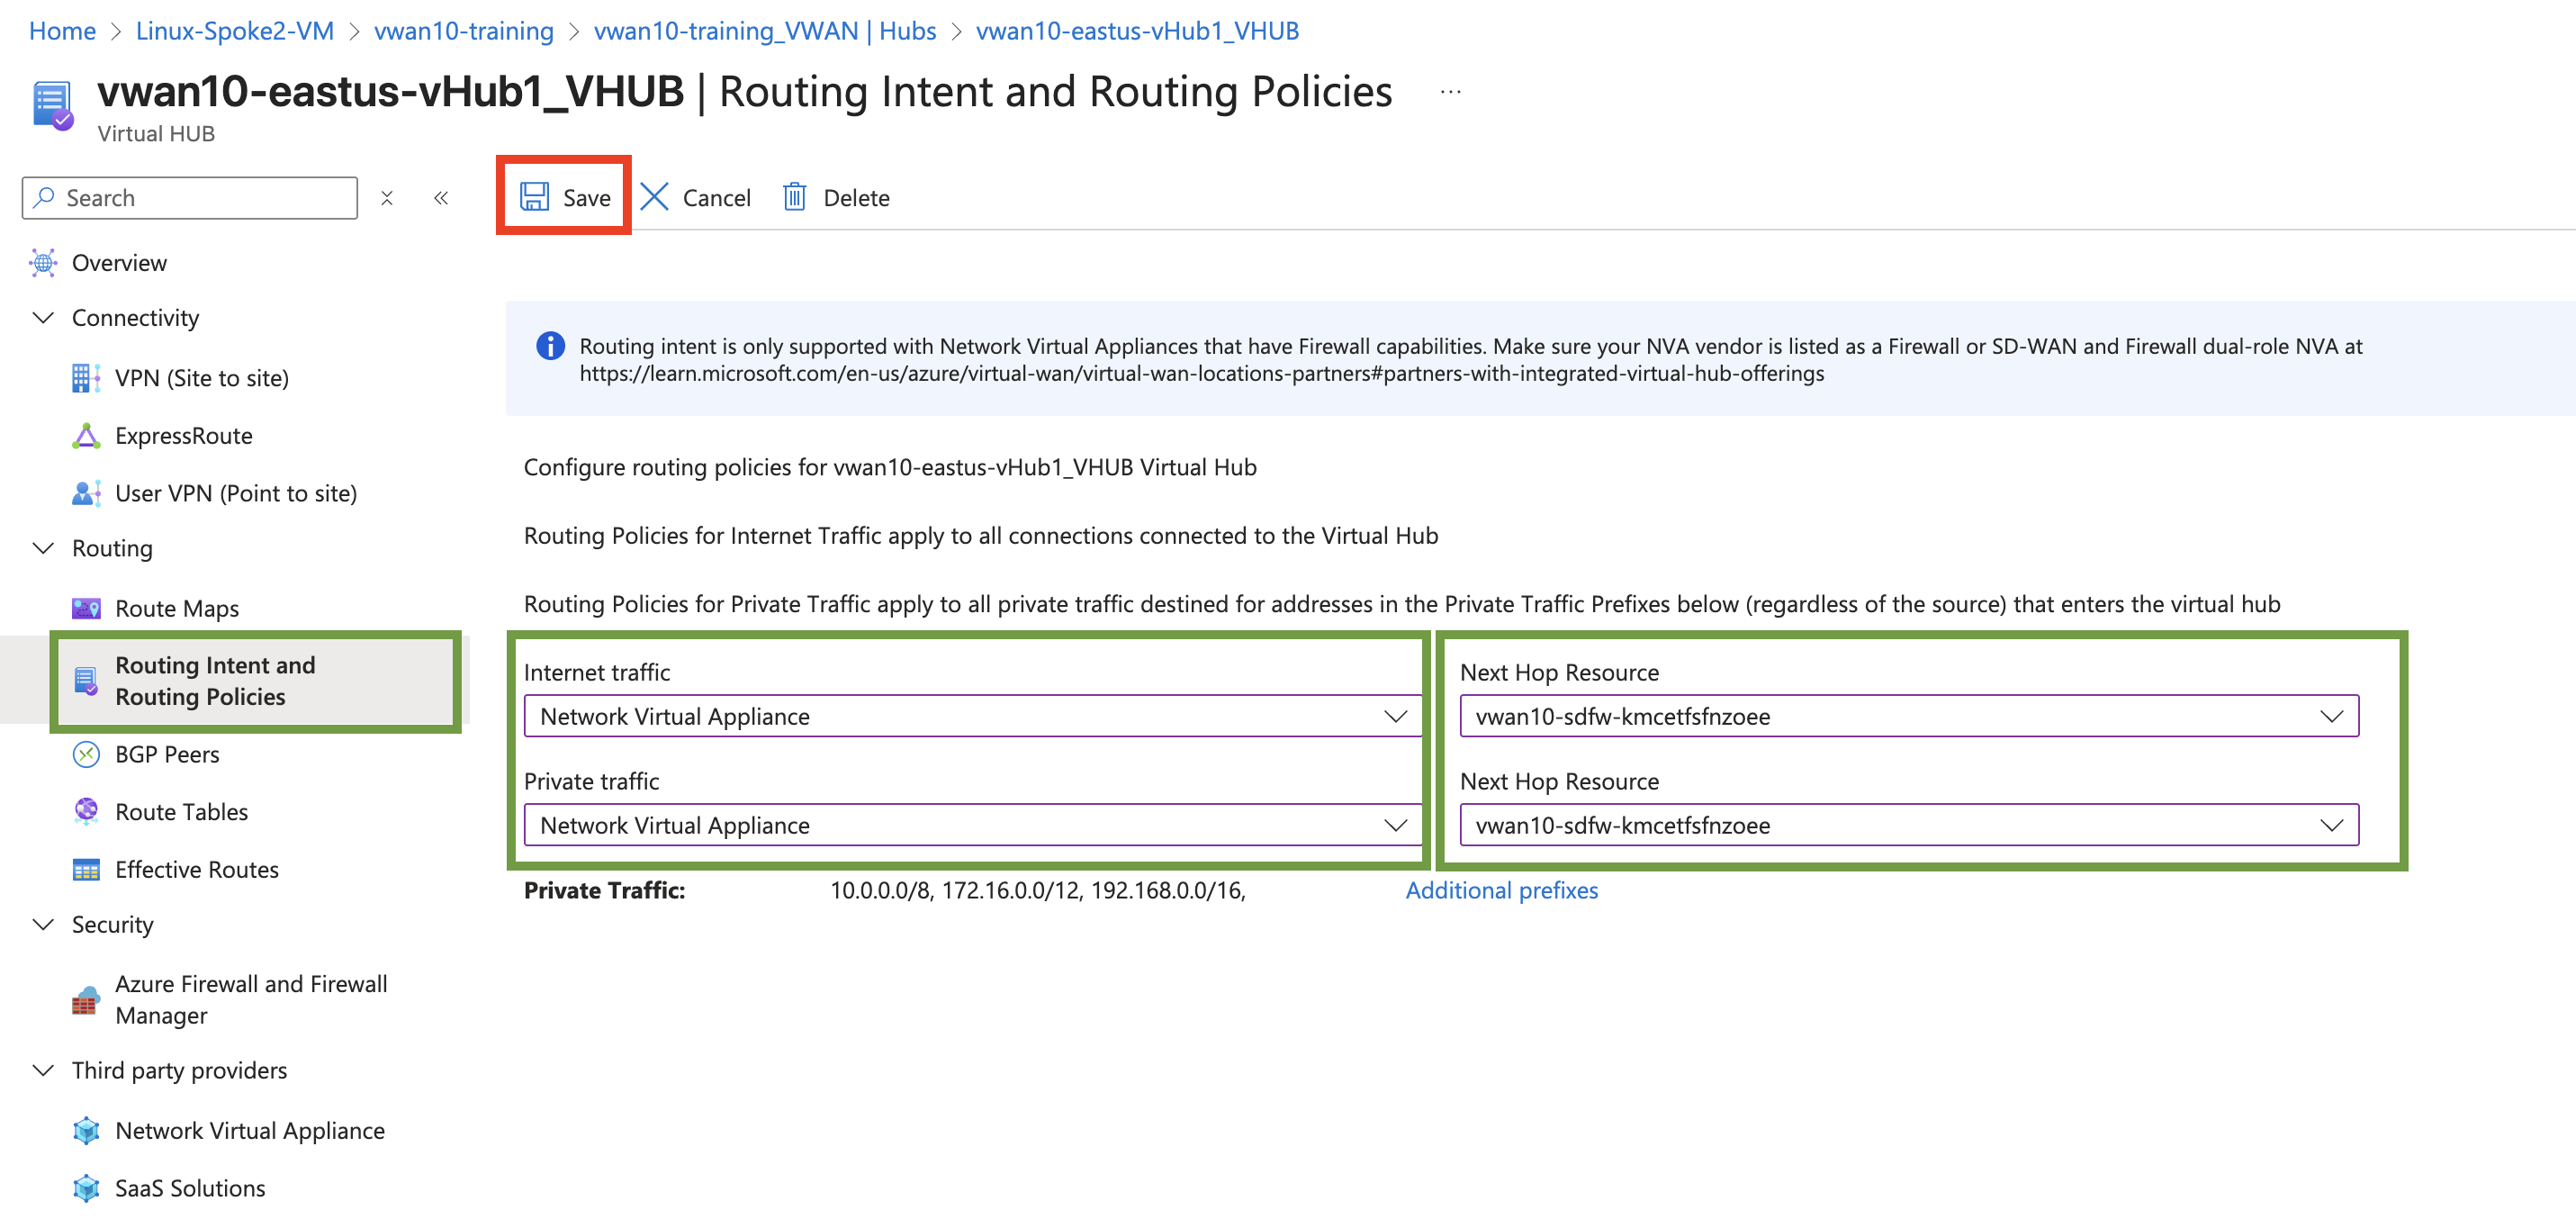 Home > Linux-Spoke2-VM > vwan10-training > vwan10-training_VWAN | Hubs > vwan10-eastus-vHub1_VHUB
vwan10-eastus-vHub1_VHUB | Routing Intent and Routing Policies ...
Virtual HUB
Search
Save
Cancel
Delete
Overview
Connectivity
VPN (Site to site)
ExpressRoute
User VPN (Point to site)
Routing
Route Maps
Routing Intent and
Routing Policies
BGP Peers
Route Tables
Effective Routes
Security
Azure Firewall and Firewall
Manager
Third party providers
Network Virtual Appliance
SaaS Solutions
Routing intent is only supported with Network Virtual Appliances that have Firewall capabilities. Make sure your NVA vendor is listed as a Firewall or SD-WAN and Firewall dual-role NVA at
https://learn.microsoft.com/en-us/azure/virtual-wan/virtual-wan-locations-partners#partners-with-integrated-virtual-hub-offerings
Configure routing policies for vwan10-eastus-vHub1_VHUB Virtual Hub
Routing Policies for Internet Traffic apply to all connections connected to the Virtual Hub
Routing Policies for Private Traffic apply to all private traffic destined for addresses in the Private Traffic Prefixes below (regardless of the source) that enters the virtual hub
Internet traffic
Network Virtual Appliance
Next Hop Resource
vwan10-sdfw-kmcetfsfnzoee
Private traffic
Network Virtual Appliance
Next Hop Resource
vwan10-sdfw-kmcetfsfnzoee
Private Traffic: 10.0.0.0/8, 172.16.0.0/12, 192.168.0.0/16, Additional prefixes